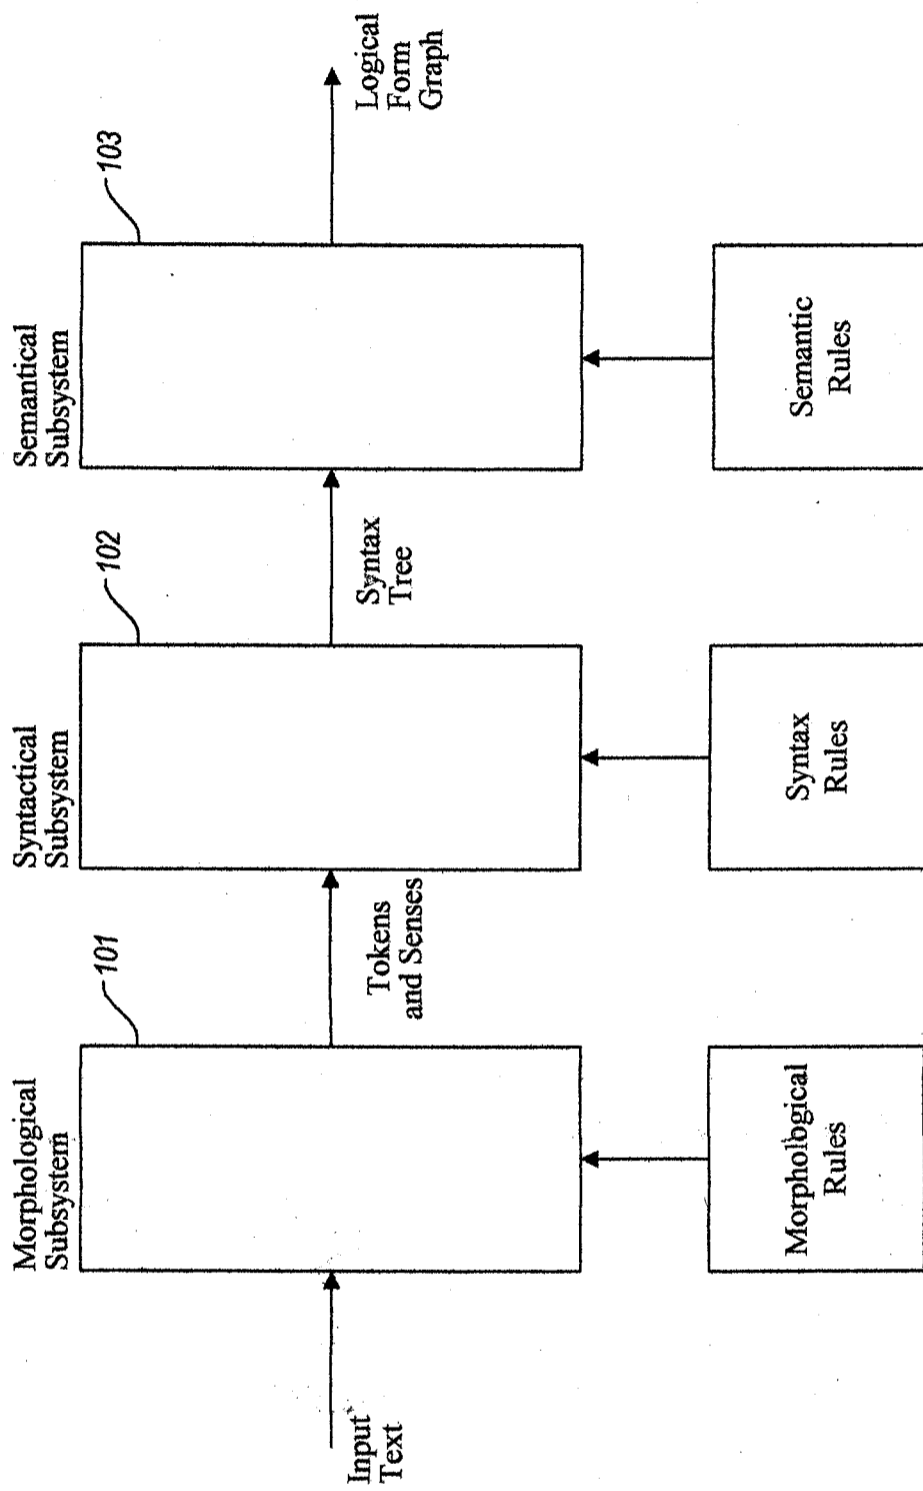 Morphological
Subsystem
101
Syntactical
Subsystem
102
Semantical
Subsystem
103
Input
Text
Tokens
and Senses
Syntax
Tree
Logical
Form
Graph
Morphological
Rules
Syntax
Rules
Semantic
Rules